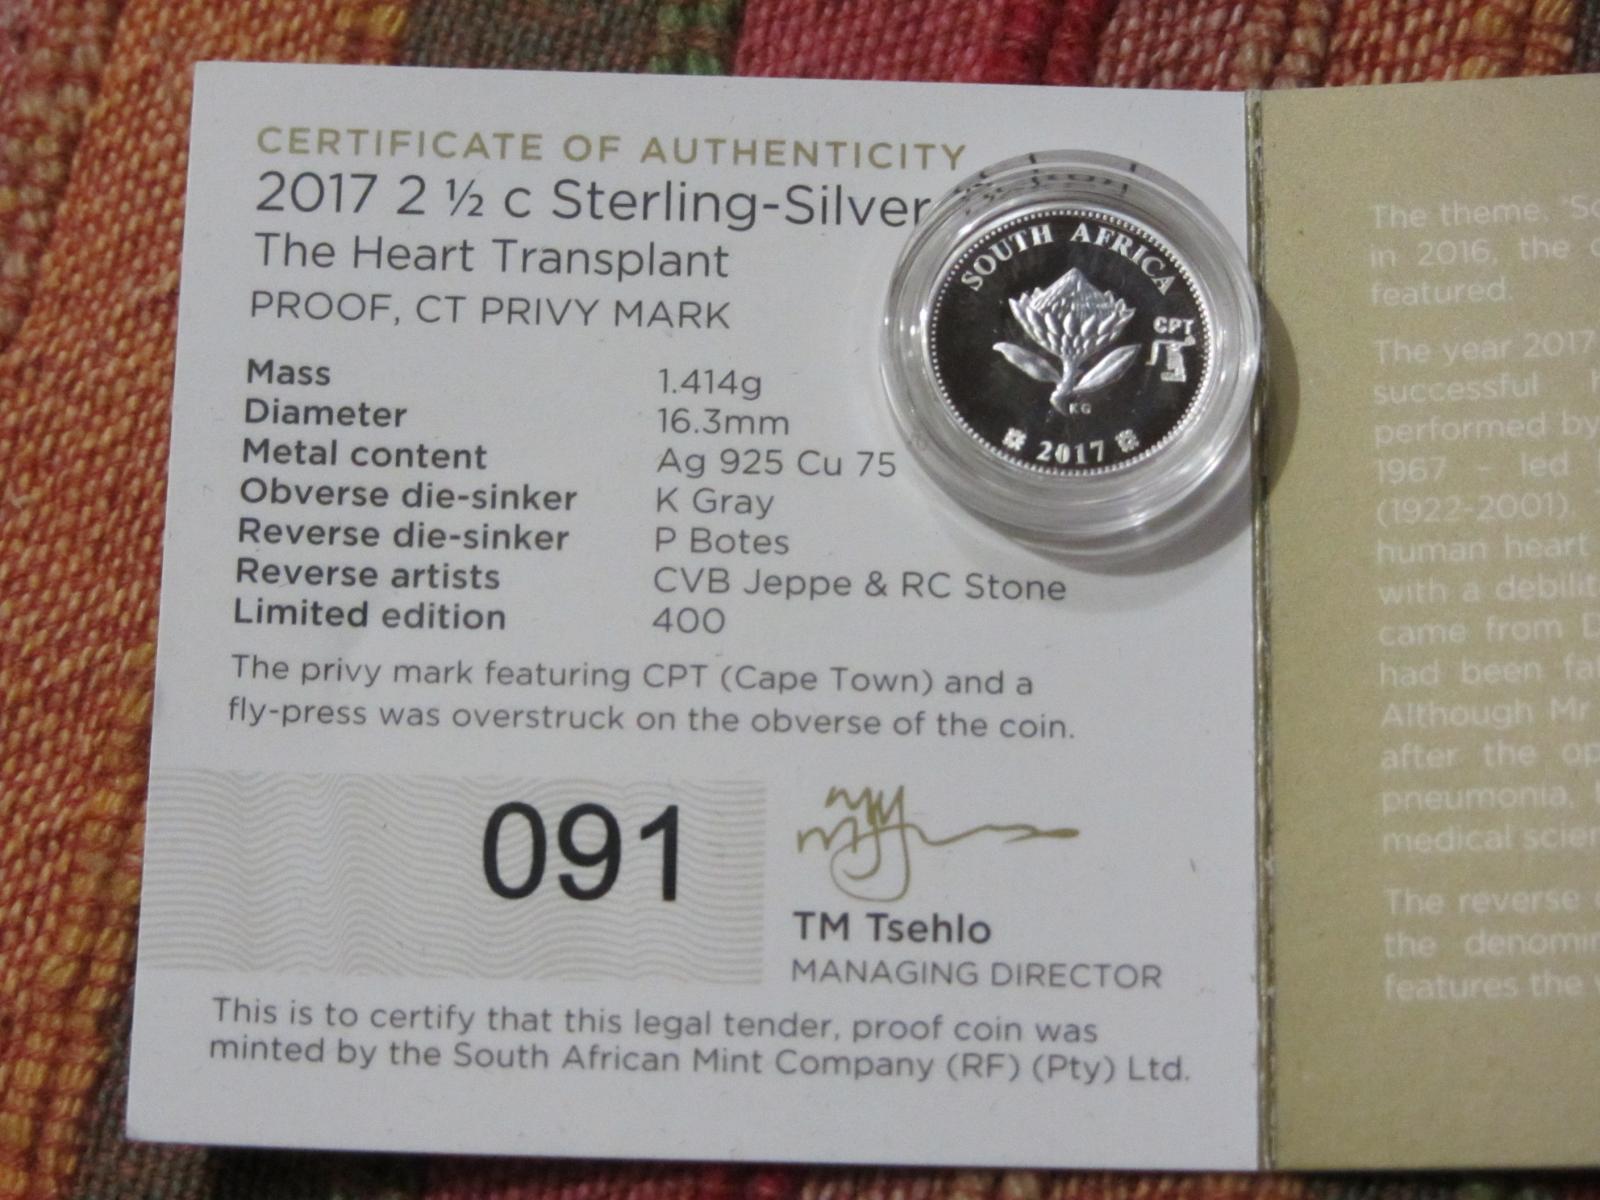 CERTIFICATE OF AUTHENTICITY
2017 2 ½ c Sterling-Silver
The Heart Transplant
PROOF, CT PRIVY MARK
Mass 1.414g
Diameter 16.3mm
Metal content Ag 925 Cu 75
Obverse die-sinker K Gray
Reverse die-sinker P Botes
Reverse artists CVB Jeppe & RC Stone
Limited edition 400
The privy mark featuring CPT (Cape Town) and a
fly-press was overstruck on the obverse of the coin.
091
TM Tsehlo
MANAGING DIRECTOR
This is to certify that this legal tender, proof coin was
minted by the South African Mint Company (RF) (Pty) Ltd.
SOUTH AFRICA
CPT
KG
2017
The theme, "So
in 2016, the
featured.
The year 2017
successful
performed by
1967 – led
(1922-2001).
human heart
with a debilit
came from D
had been fal
Although Mr
after the op
pneumonia,
medical scien
The reverse
the denomin
features the